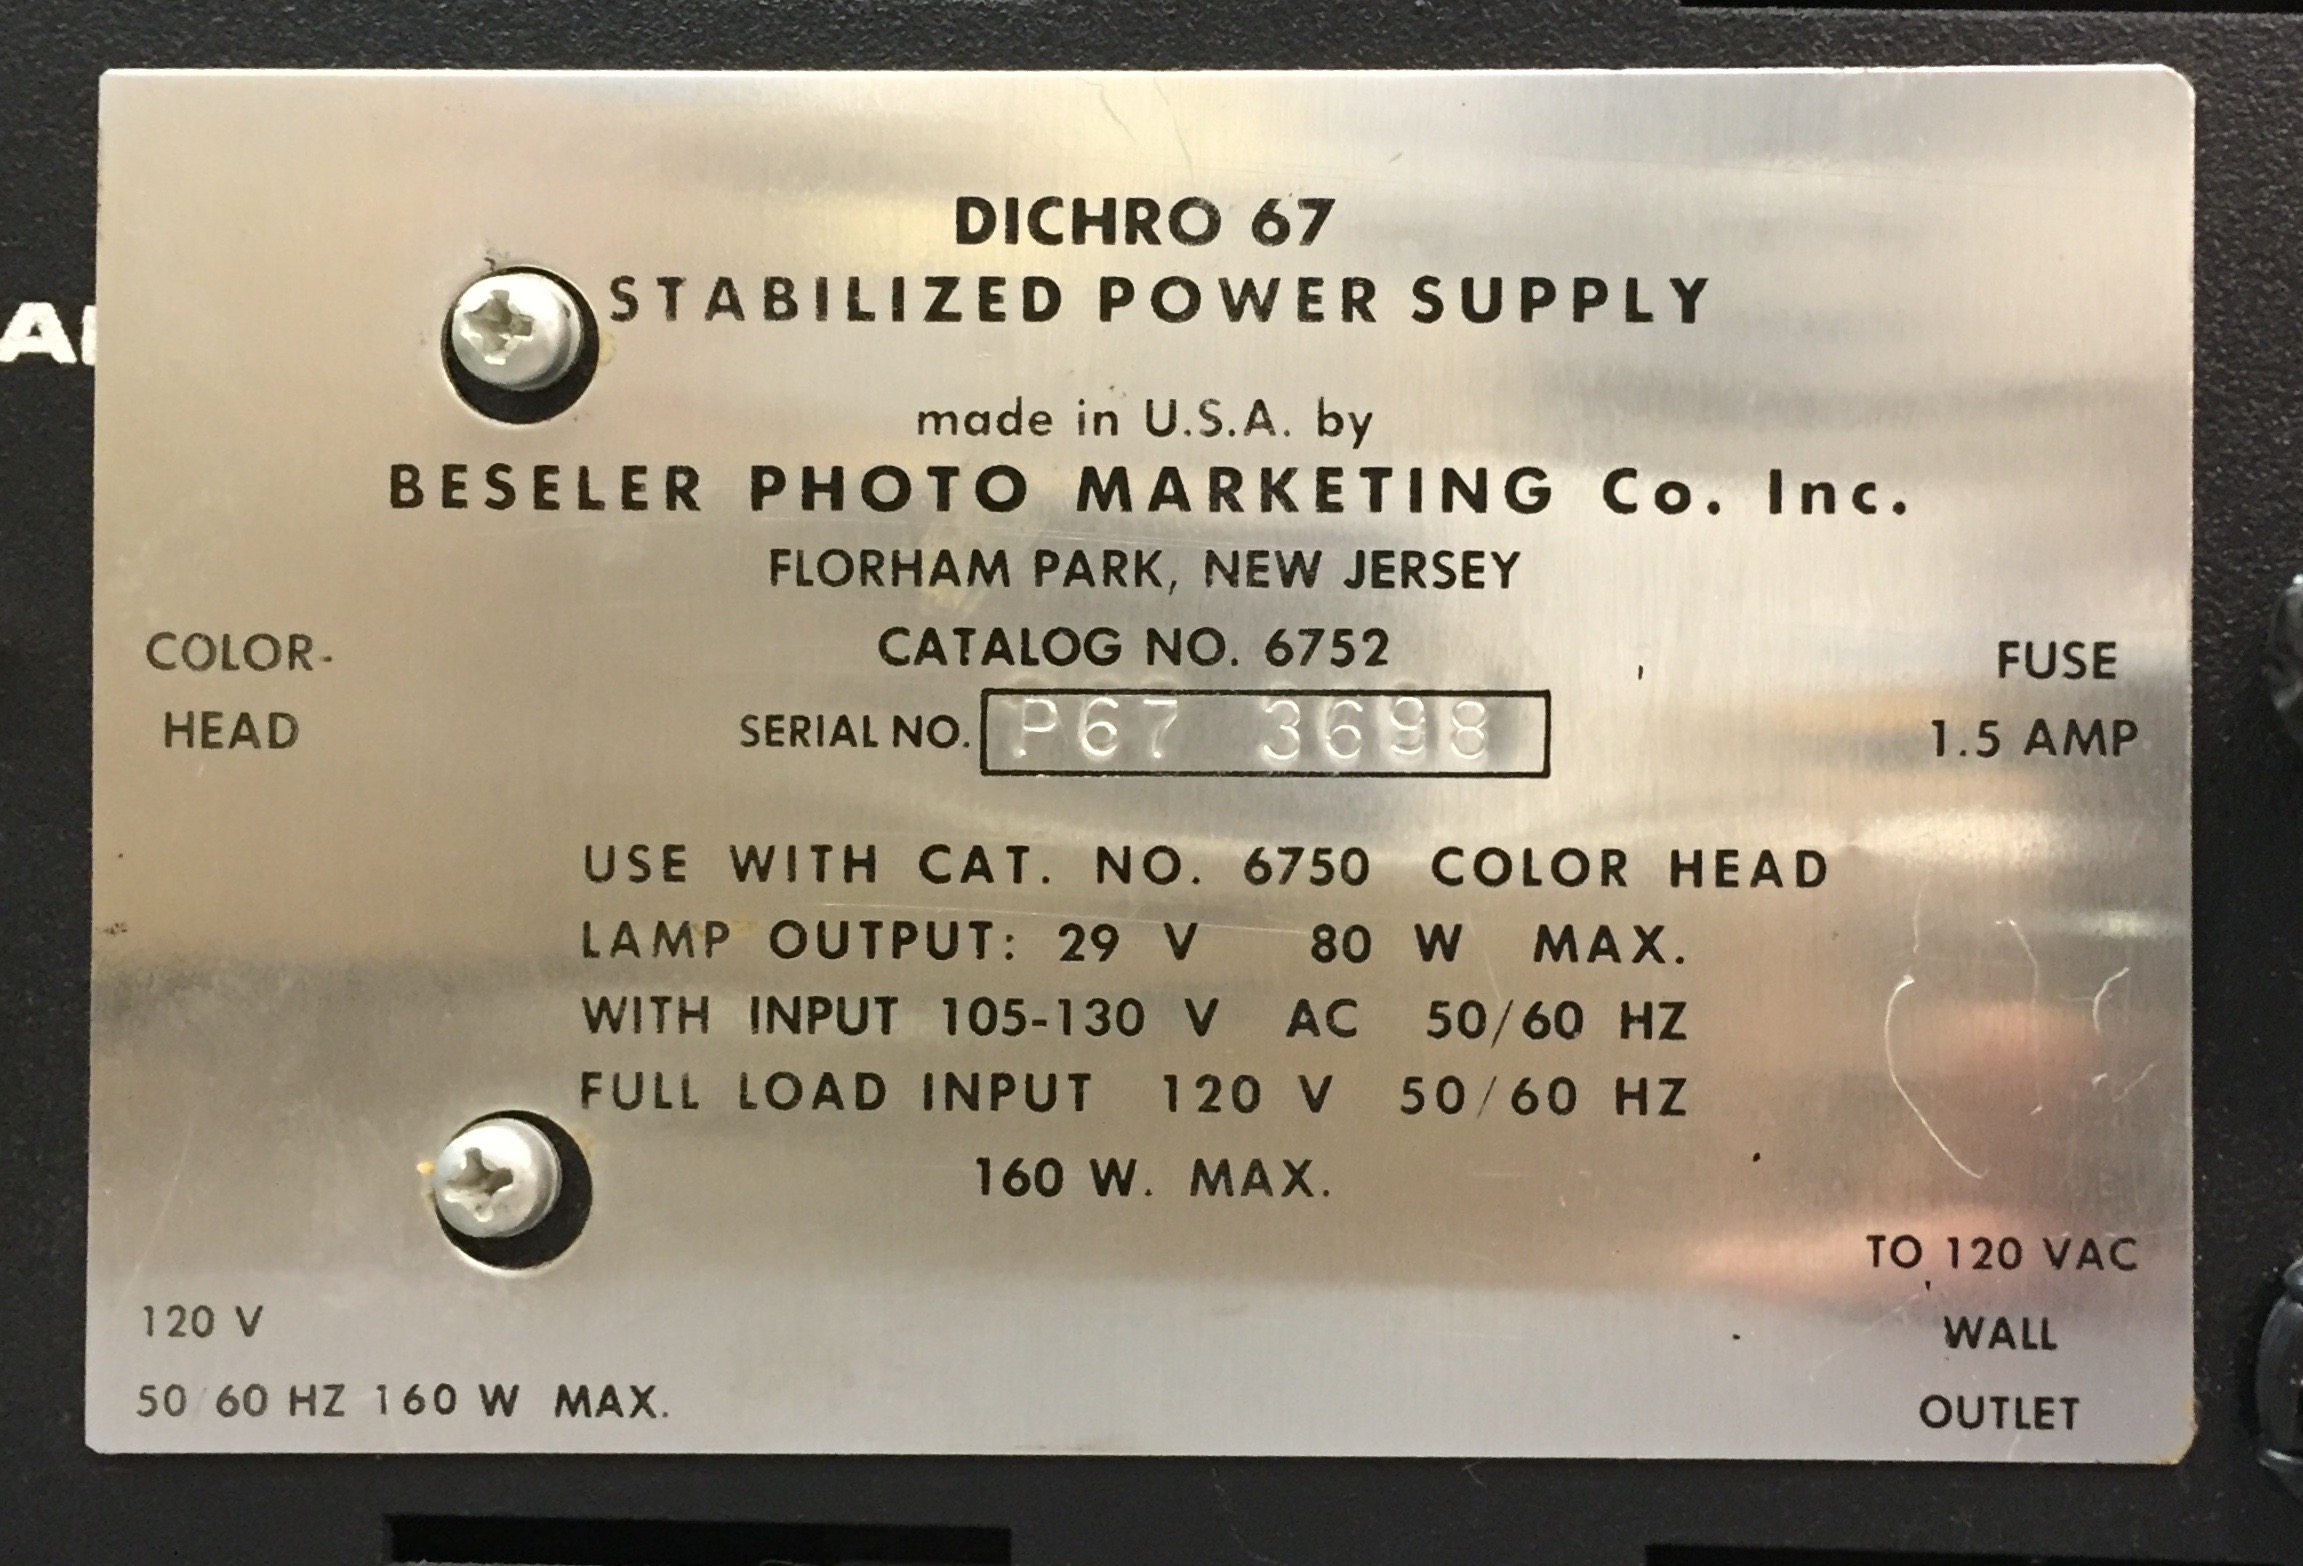 DICHRO 67
STABILIZED POWER SUPPLY
made in U.S.A. by
BESELER PHOTO MARKETING Co. Inc.
FLORHAM PARK, NEW JERSEY
CATALOG NO. 6752
SERIAL NO. P67 3698
COLOR-
HEAD
FUSE
1.5 AMP
USE WITH CAT. NO. 6750 COLOR HEAD
LAMP OUTPUT: 29 V 80 W MAX.
WITH INPUT 105-130 V AC 50/60 HZ
FULL LOAD INPUT 120 V 50/60 HZ
160 W. MAX.
120 V
50/60 HZ 160 W MAX.
TO 120 VAC
WALL
OUTLET